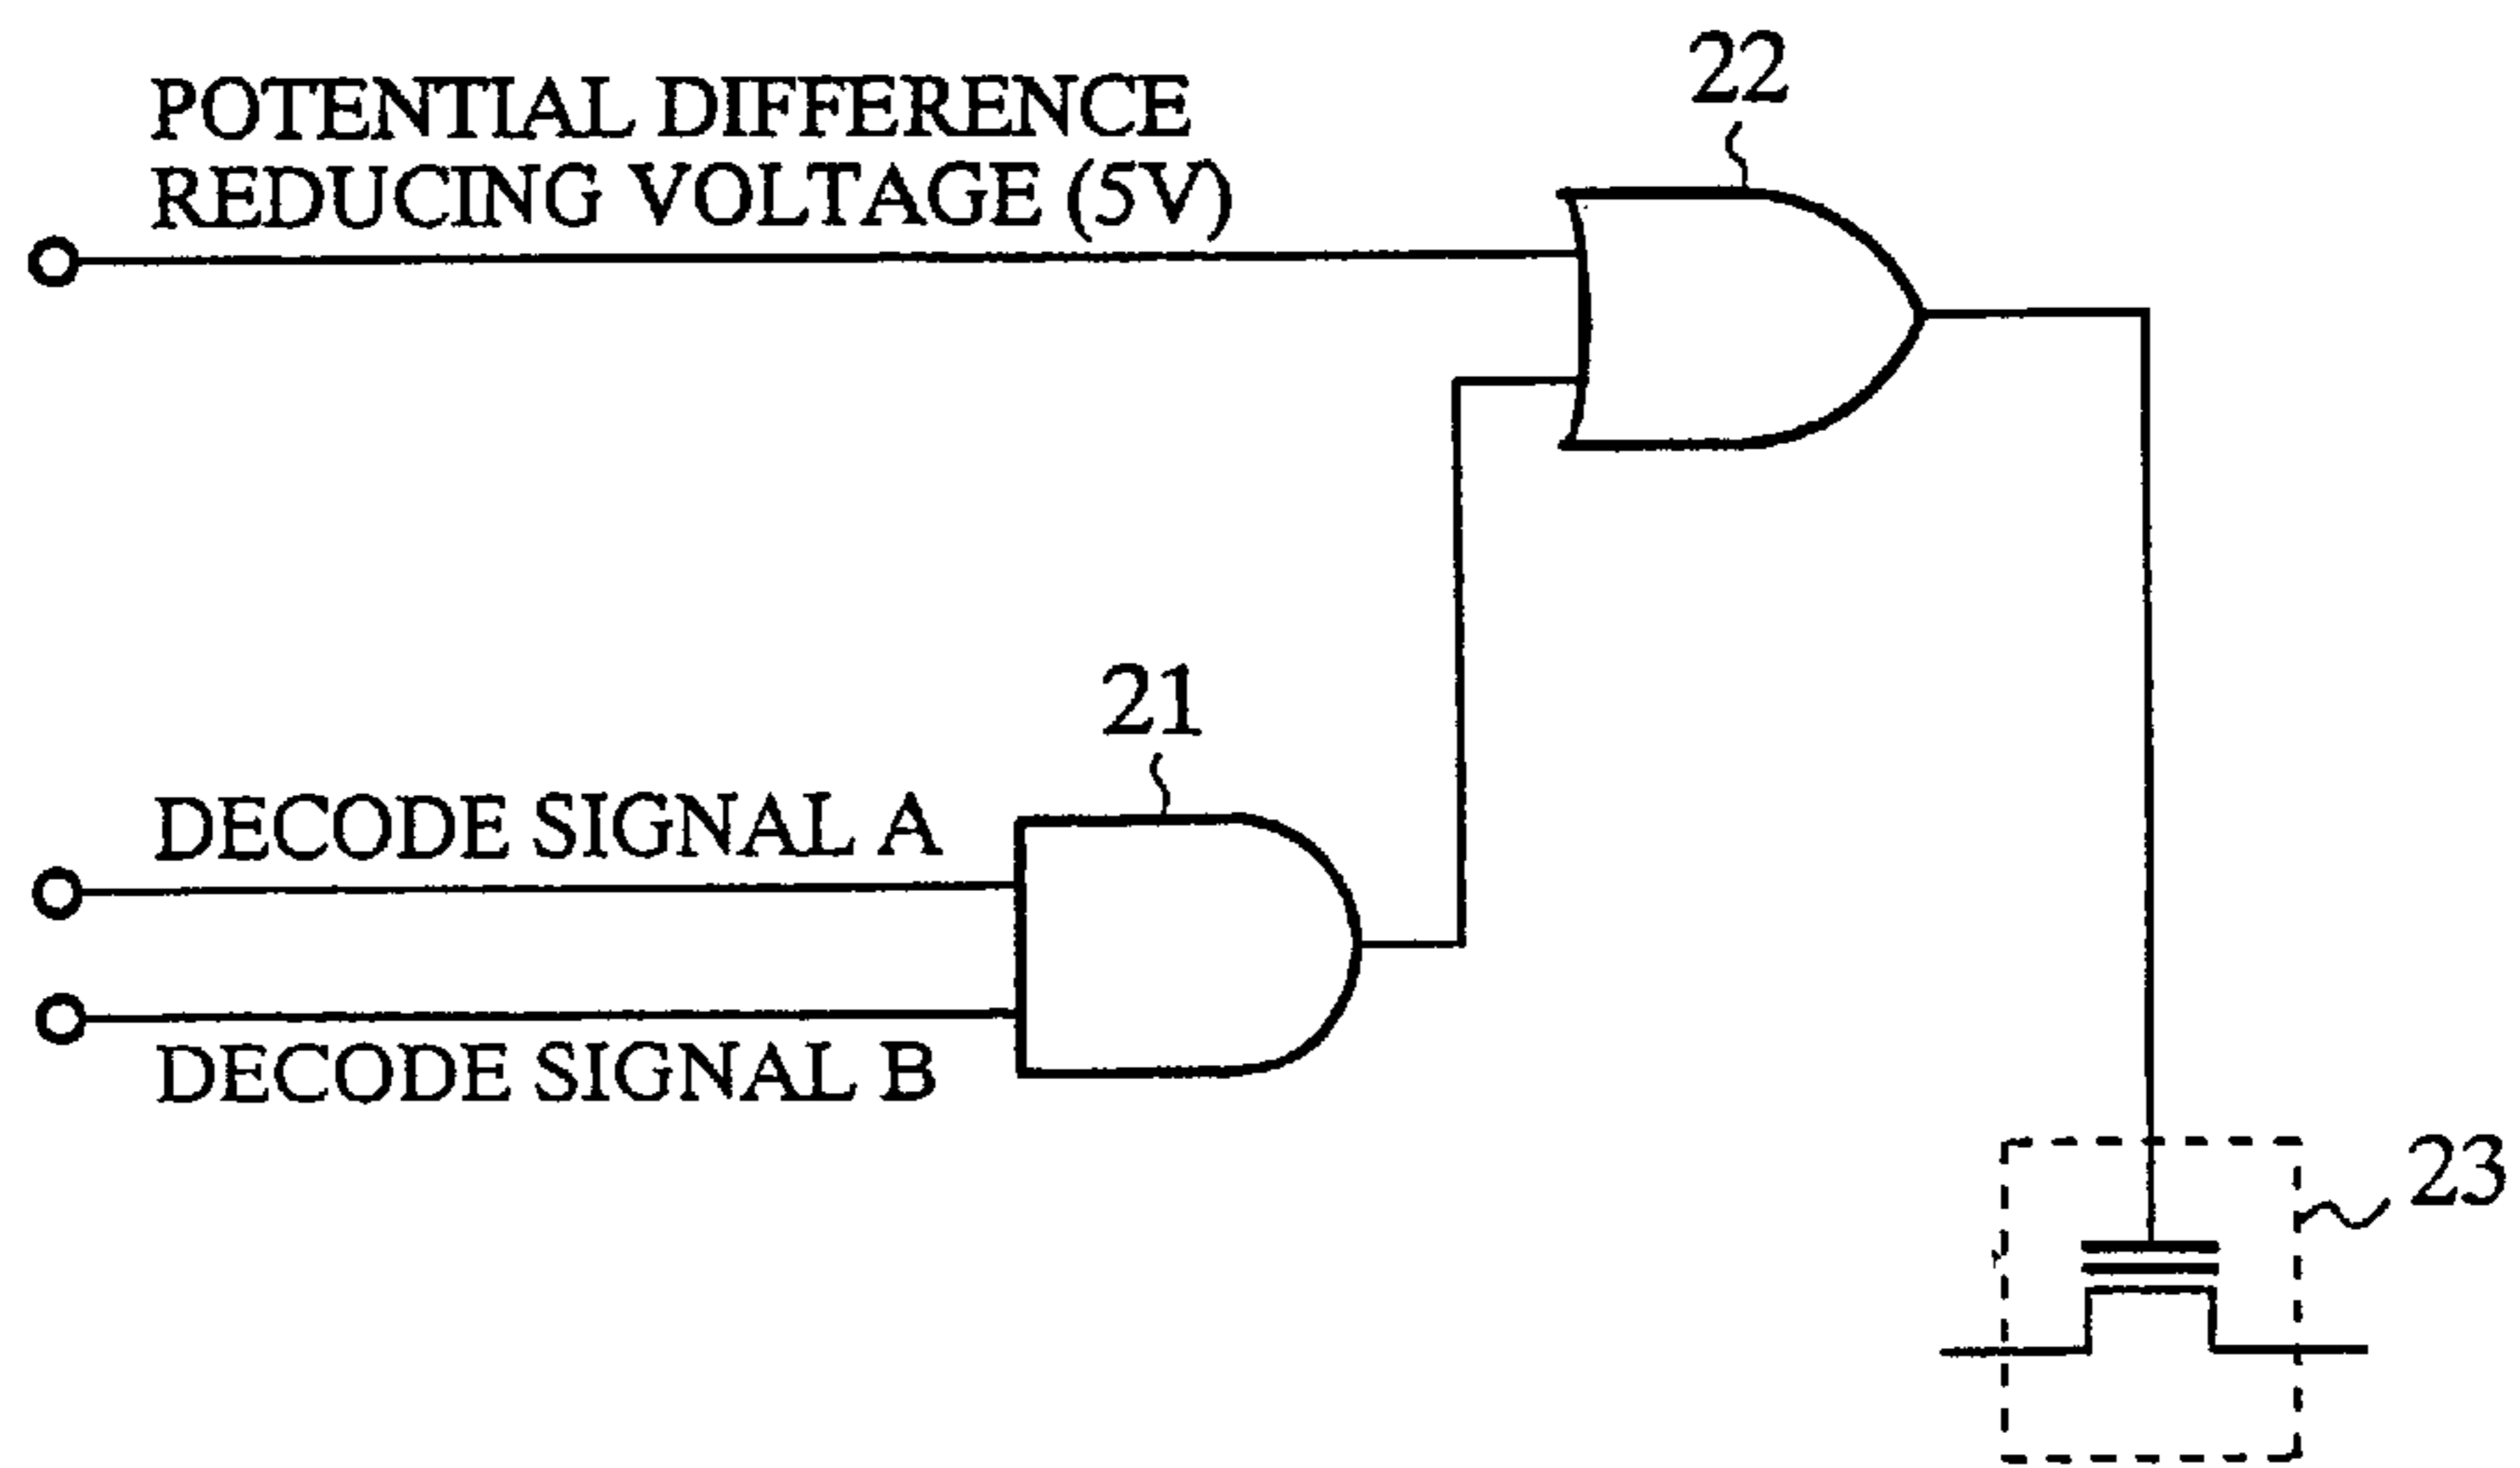 22
POTENTIAL DIFFERENCE
REDUCING VOLTAGE (5V)
21
DECODE SIGNAL A
DECODE SIGNAL B
23